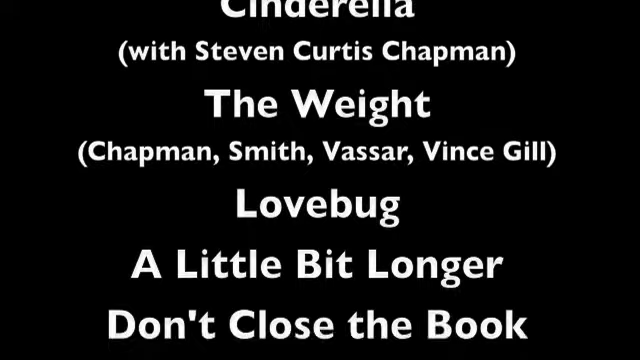 Cinderella
(with Steven Curtis Chapman)
The Weight
(Chapman, Smith, Vassar, Vince Gill)
Lovebug
A Little Bit Longer
Don't Close the Book